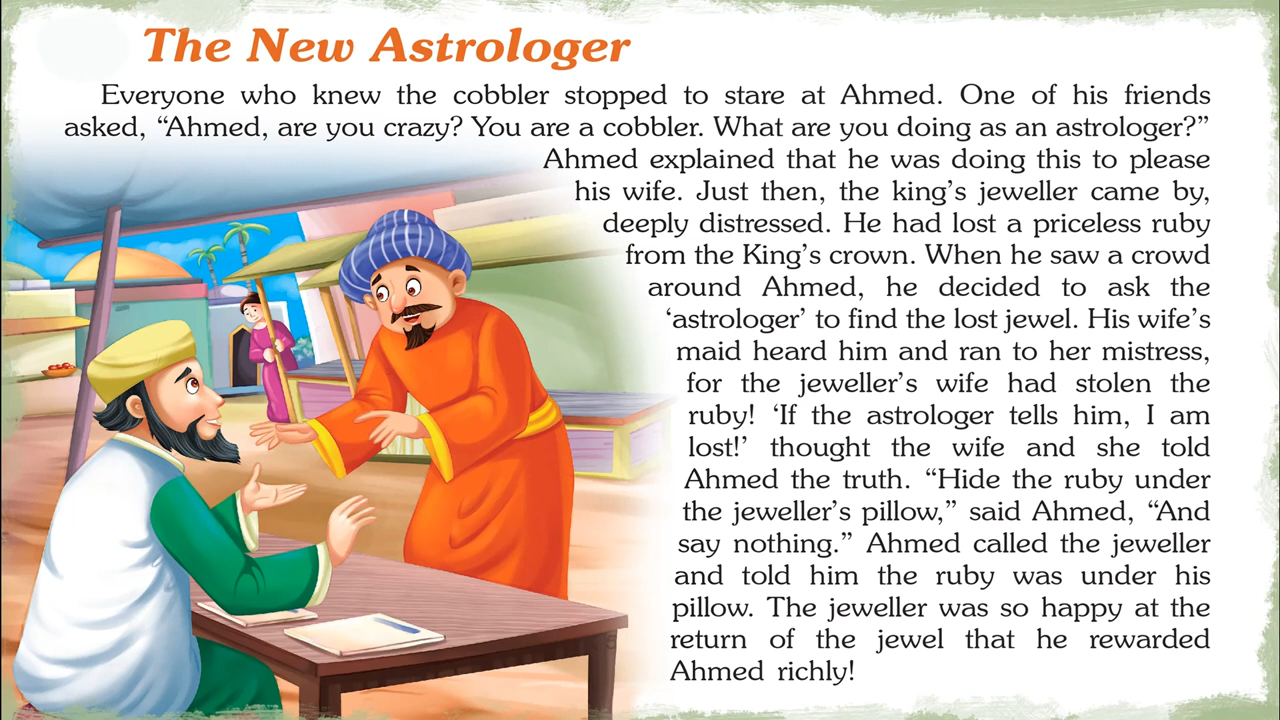 The New Astrologer
Everyone who knew the cobbler stopped to stare at Ahmed. One of his friends
asked, “Ahmed, are you crazy? You are a cobbler. What are you doing as an astrologer?”
Ahmed explained that he was doing this to please
his wife. Just then, the king’s jeweller came by,
deeply distressed. He had lost a priceless ruby
from the King’s crown. When he saw a crowd
around Ahmed, he decided to ask the
‘astrologer’ to find the lost jewel. His wife’s
maid heard him and ran to her mistress,
for the jeweller’s wife had stolen the
ruby! ‘If the astrologer tells him, I am
lost!’ thought the wife and she told
Ahmed the truth. “Hide the ruby under
the jeweller’s pillow,” said Ahmed, “And
say nothing.” Ahmed called the jeweller
and told him the ruby was under his
pillow. The jeweller was so happy at the
return of the jewel that he rewarded
Ahmed richly!